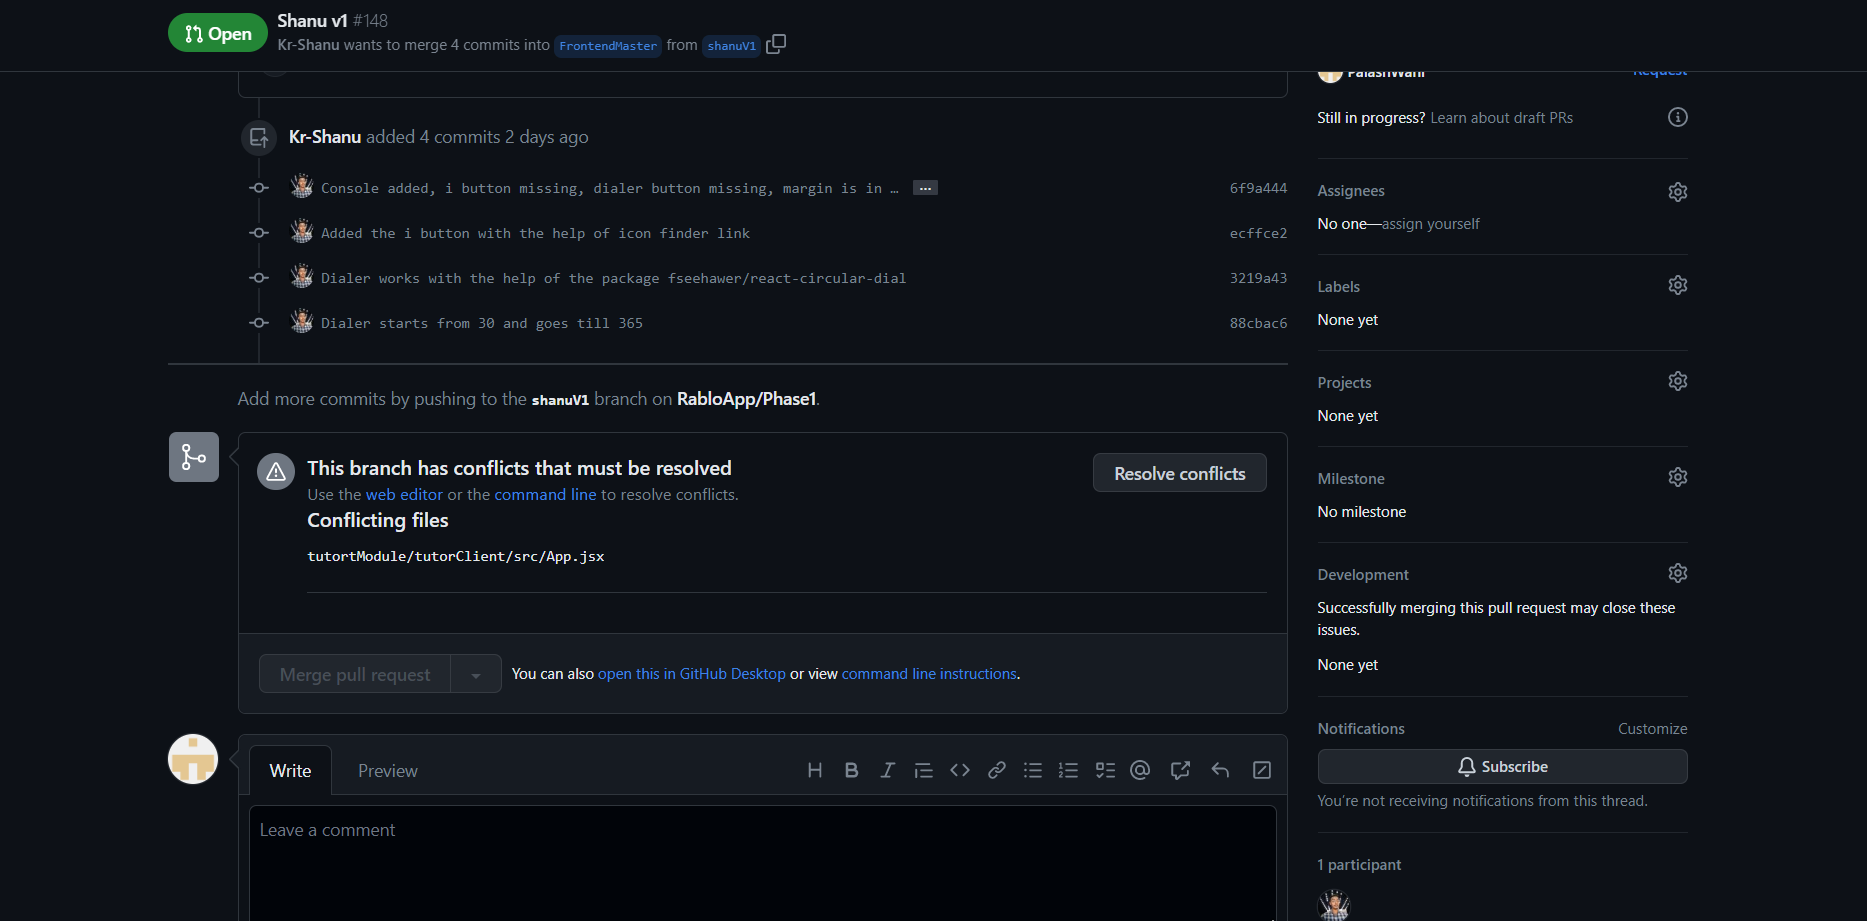 Open
Shanu v1 #148
Kr-Shanu wants to merge 4 commits into FrontendMaster from shanuV1
PalashWani
Request
Still in progress? Learn about draft PRs
Kr-Shanu added 4 commits 2 days ago
Console added, i button missing, dialer button missing, margin is in … ... 6f9a444
Added the i button with the help of icon finder link ecffce2
Dialer works with the help of the package fseehawer/react-circular-dial 3219a43
Dialer starts from 30 and goes till 365 88cbac6
Add more commits by pushing to the shanuV1 branch on RabloApp/Phase1.
This branch has conflicts that must be resolved
Use the web editor or the command line to resolve conflicts.
Resolve conflicts
Conflicting files
tutortModule/tutorClient/src/App.jsx
Merge pull request
You can also open this in GitHub Desktop or view command line instructions.
Write
Preview
Leave a comment
Assignees
No one—assign yourself
Labels
None yet
Projects
None yet
Milestone
No milestone
Development
Successfully merging this pull request may close these
issues.
None yet
Notifications
Customize
Subscribe
You're not receiving notifications from this thread.
1 participant